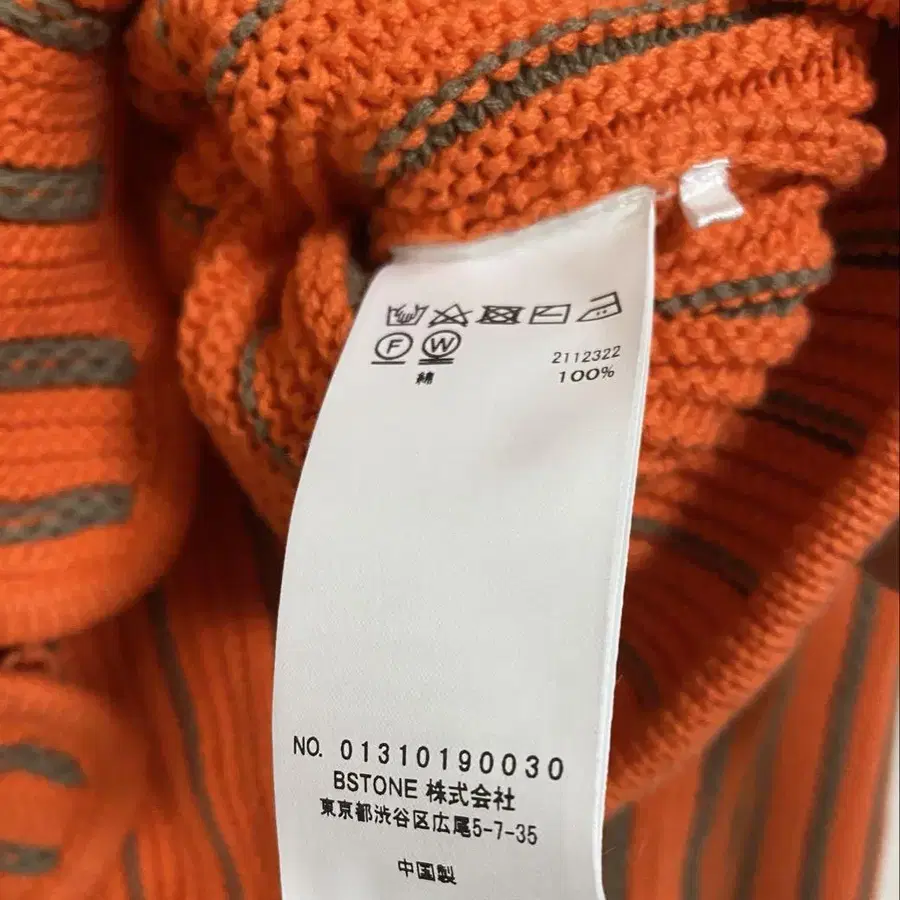 F W
2112322
綿 100%
NO. 01310190030
BSTONE 株式会社
東京都渋谷区広尾5-7-35
中国製